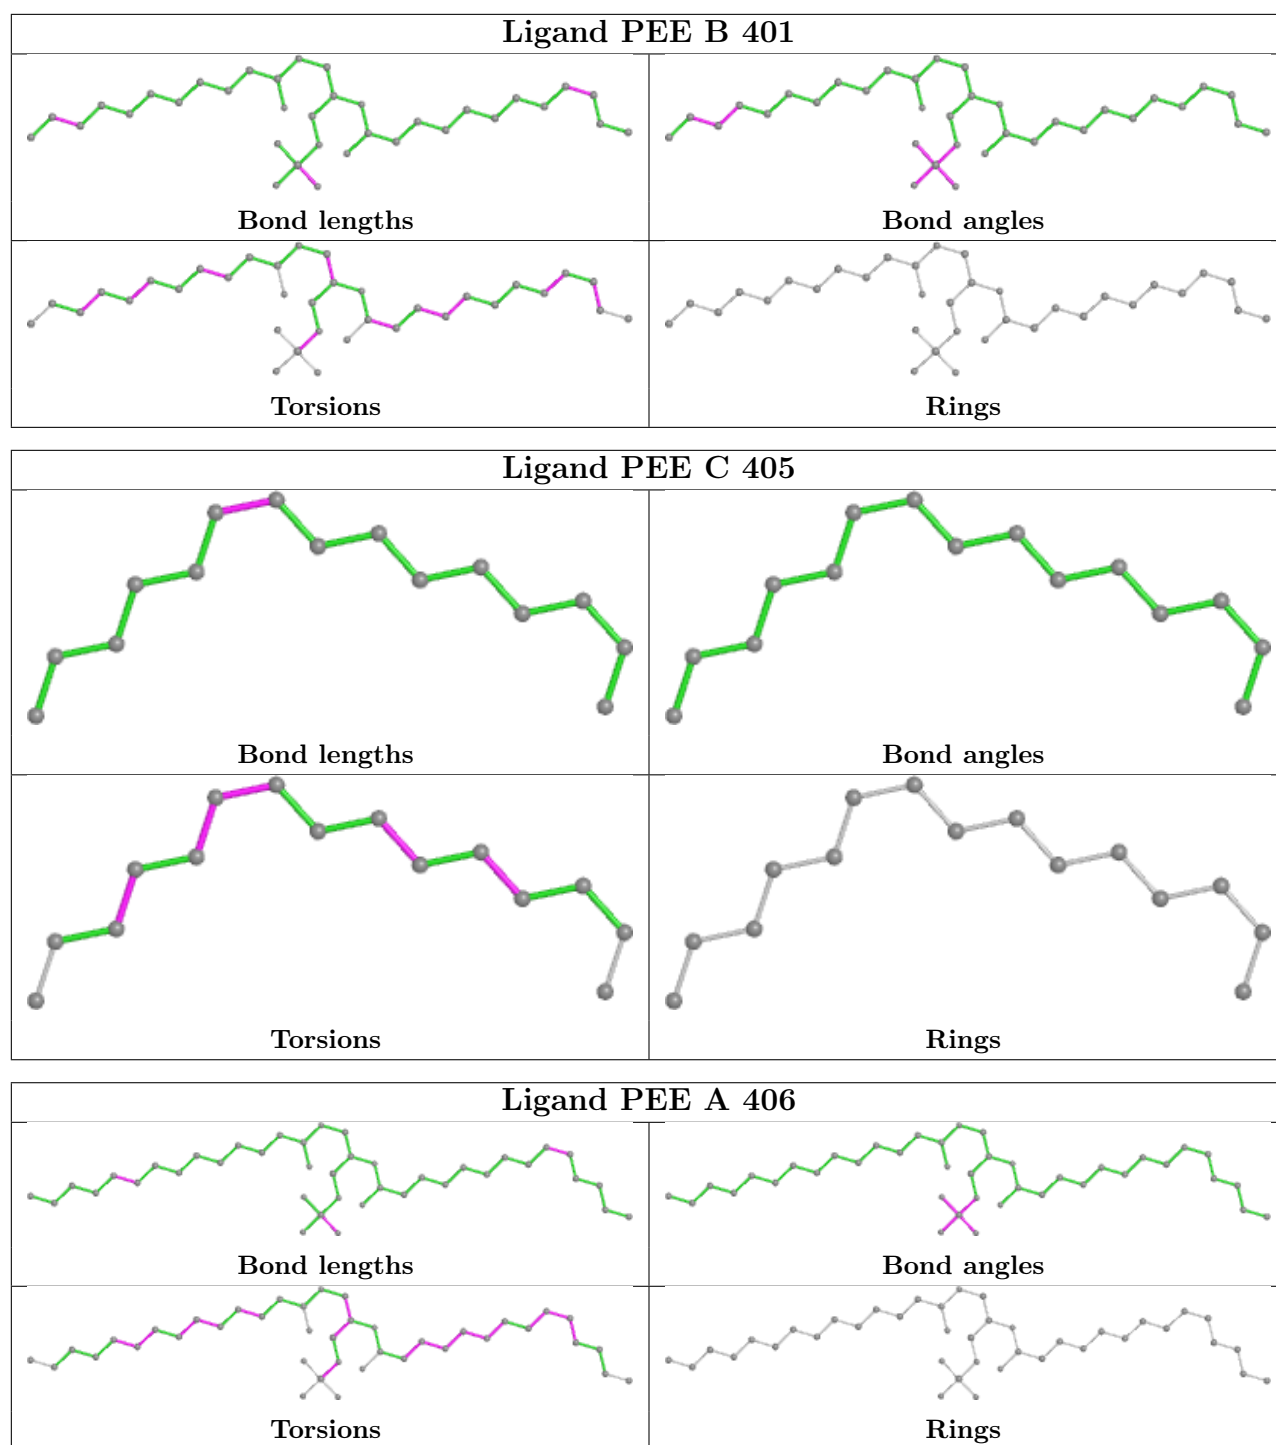 Ligand PEE B 401
Bond lengths
Bond angles
Torsions
Rings
Ligand PEE C 405
Bond lengths
Bond angles
Torsions
Rings
Ligand PEE A 406
Bond lengths
Bond angles
Torsions
Rings